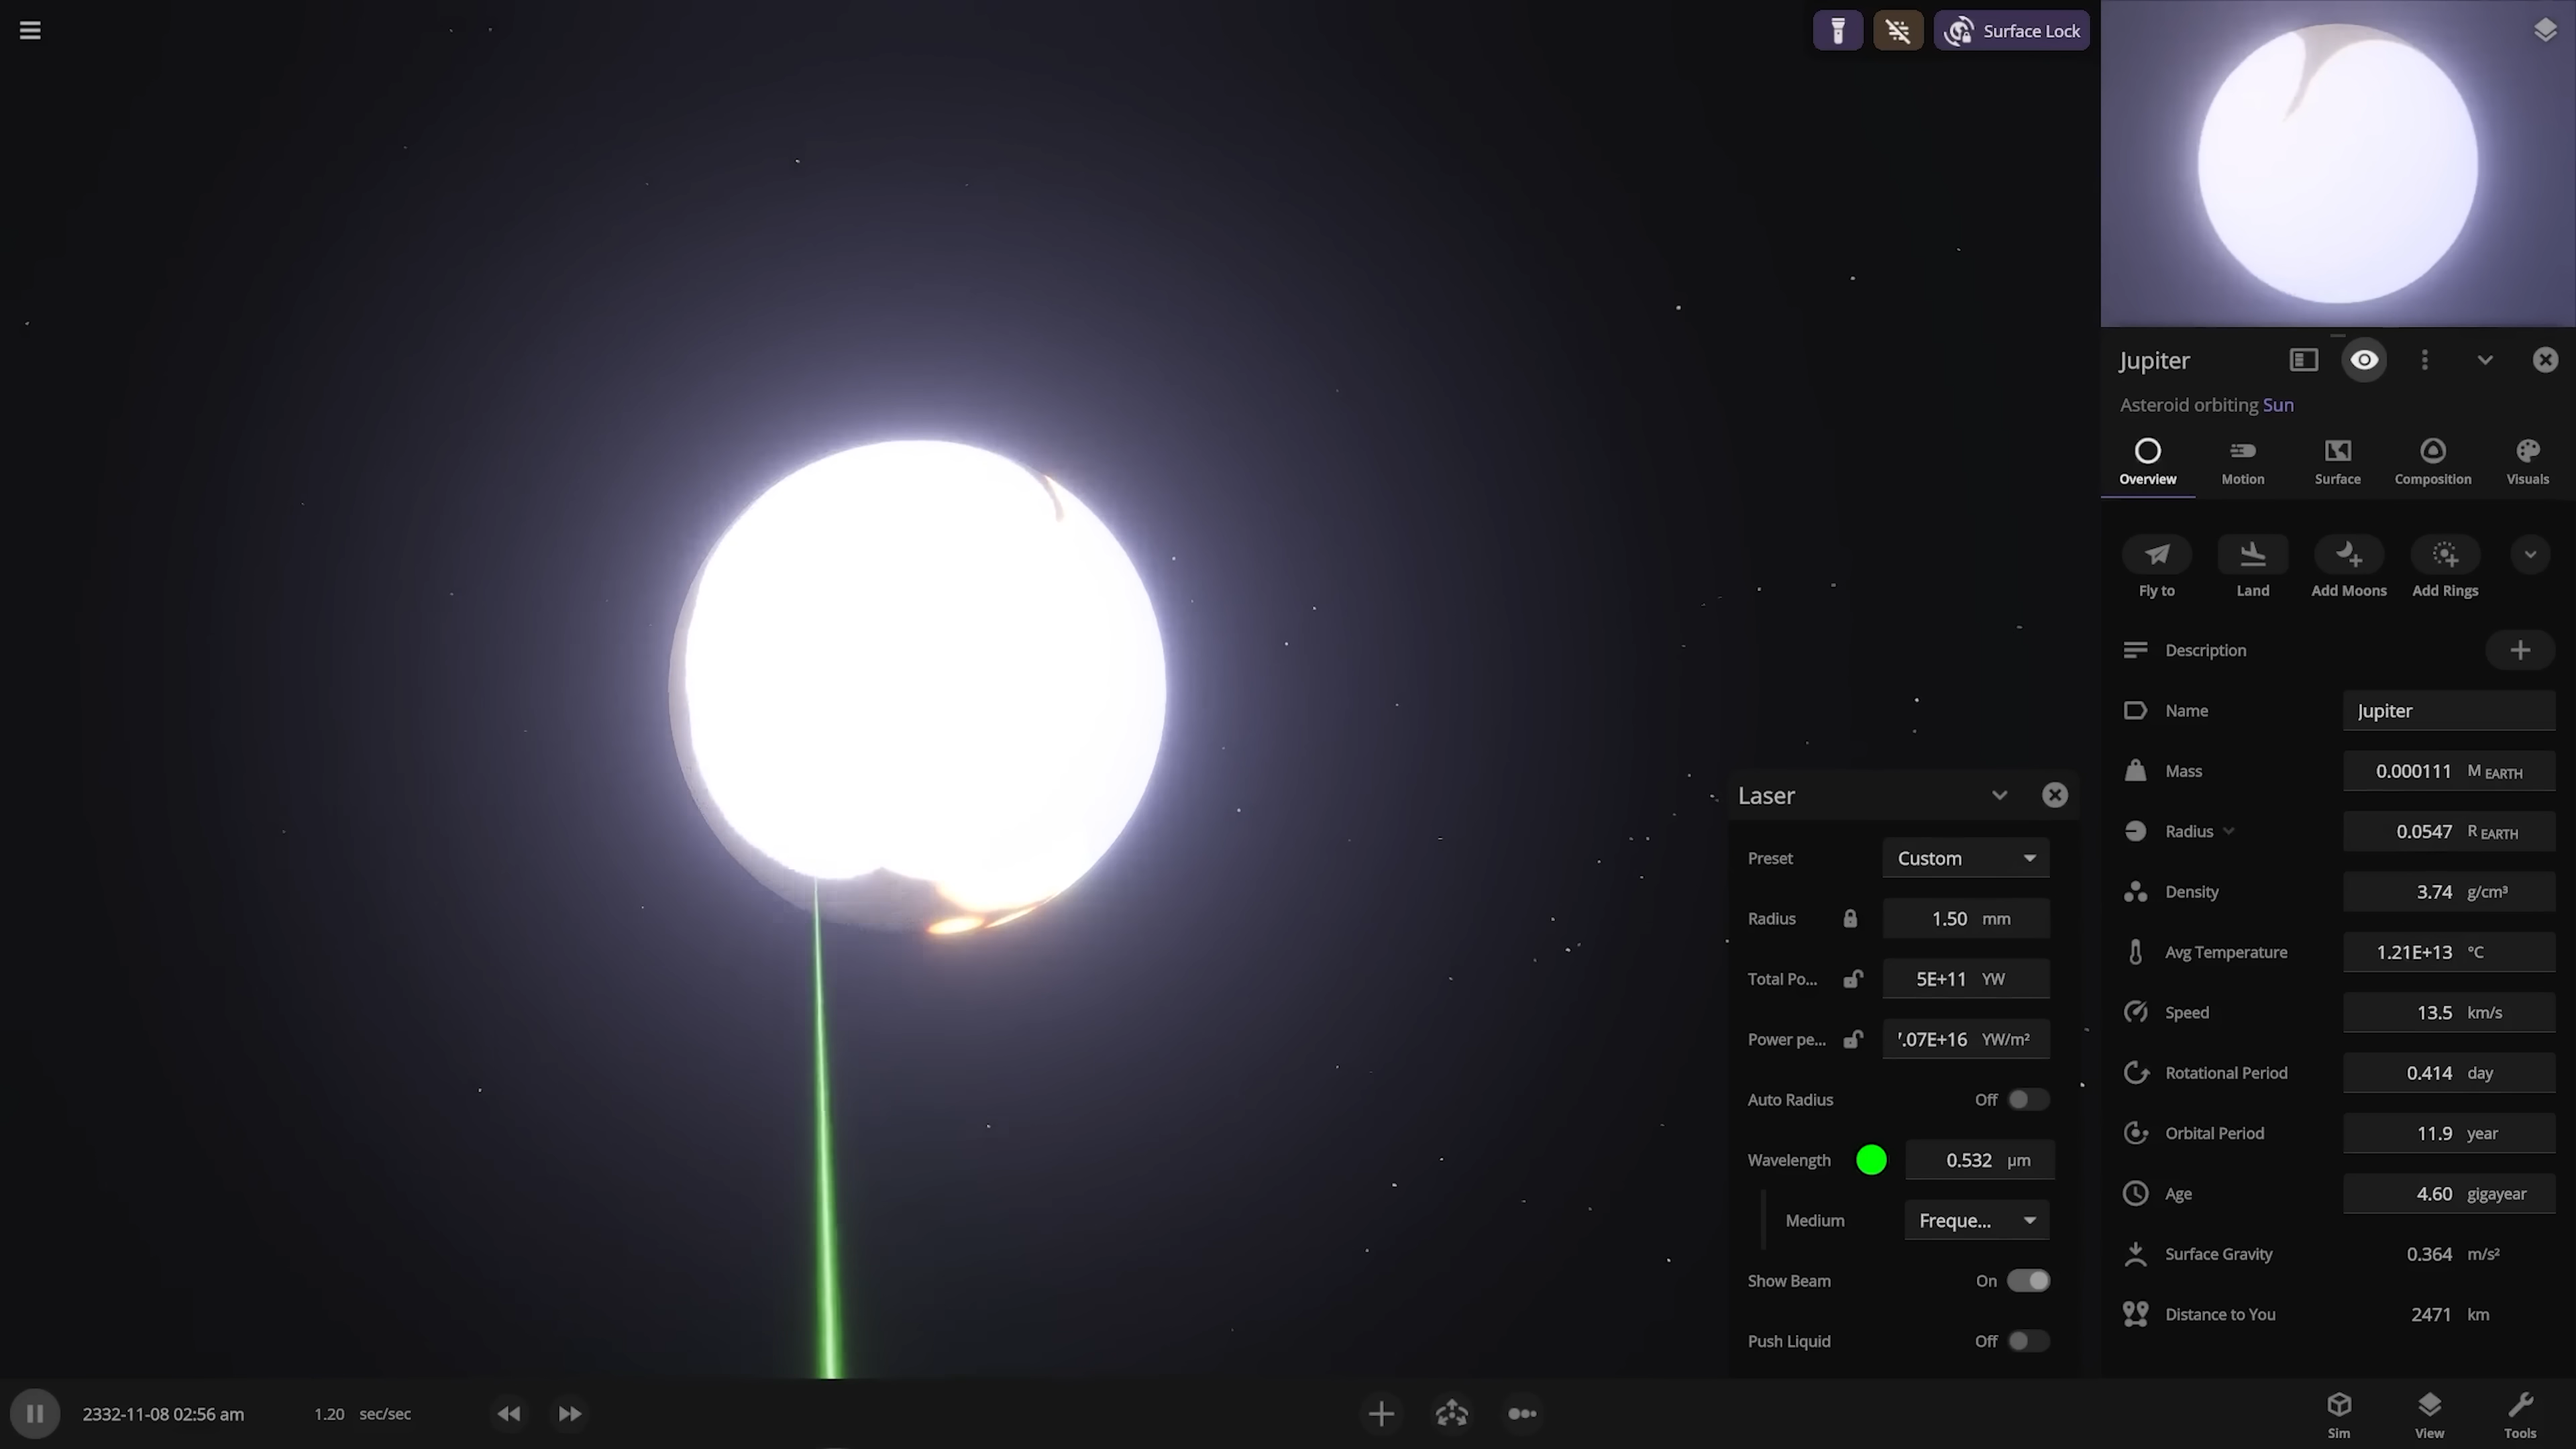 Surface Lock
Jupiter
Asteroid orbiting Sun
Overview
Motion
Surface
Composition
Visuals
Fly to
Land
Add Moons
Add Rings
Description
Name Jupiter
Mass 0.000111 M EARTH
Radius 0.0547 R EARTH
Density 3.74 g/cm³
Avg Temperature 1.21E+13 °C
Speed 13.5 km/s
Rotational Period 0.414 day
Orbital Period 11.9 year
Age 4.60 gigayear
Surface Gravity 0.364 m/s²
Distance to You 2471 km
Laser
Preset Custom
Radius 1.50 mm
Total Po... 5E+11 YW
Power pe... .07E+16 YW/m²
Auto Radius Off
Wavelength 0.532 µm
Medium Freque...
Show Beam On
Push Liquid Off
2332-11-08 02:56 am 1.20 sec/sec
Sim
View
Tools